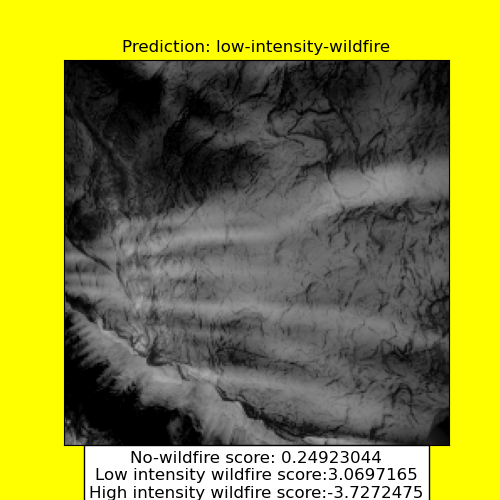 Prediction: low-intensity-wildfire
No-wildfire score: 0.24923044
Low intensity wildfire score:3.0697165
High intensity wildfire score:-3.7272475